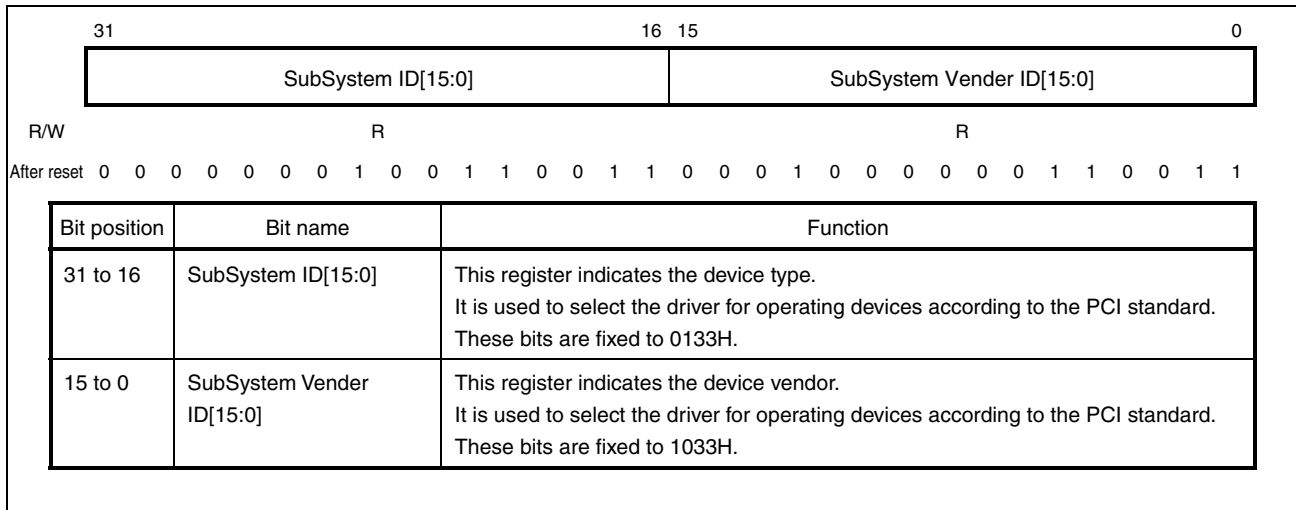 31 16 15 0
SubSystem ID[15:0] SubSystem Vender ID[15:0]
R/W R R
After reset 0 0 0 0 0 0 0 1 0 0 1 1 0 0 1 1 0 0 0 1 0 0 0 0 0 0 1 1 0 0 1 1
Bit position Bit name Function
31 to 16 SubSystem ID[15:0] This register indicates the device type.
It is used to select the driver for operating devices according to the PCI standard.
These bits are fixed to 0133H.
15 to 0 SubSystem Vender This register indicates the device vendor.
ID[15:0] It is used to select the driver for operating devices according to the PCI standard.
These bits are fixed to 1033H.